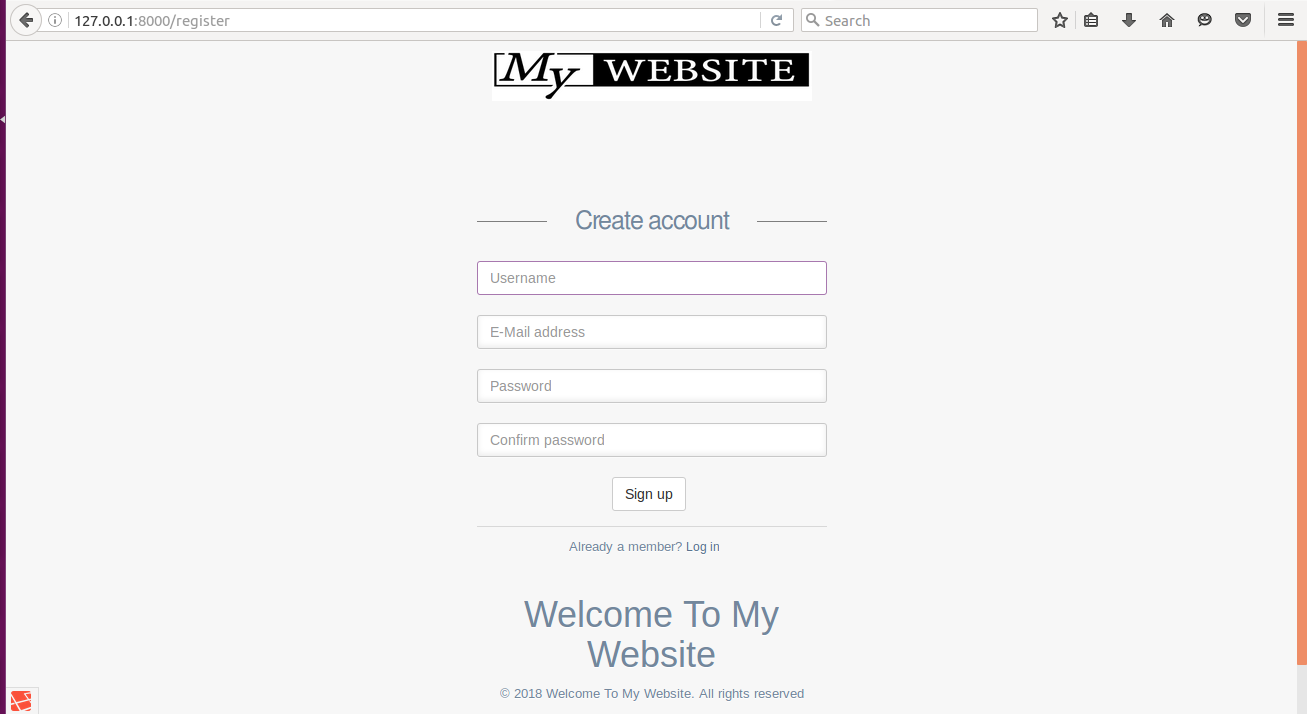 127.0.0.1:8000/register
Search
My WEBSITE
Create account
Username
E-Mail address
Password
Confirm password
Sign up
Already a member? Log in
Welcome To My
Website
© 2018 Welcome To My Website. All rights reserved